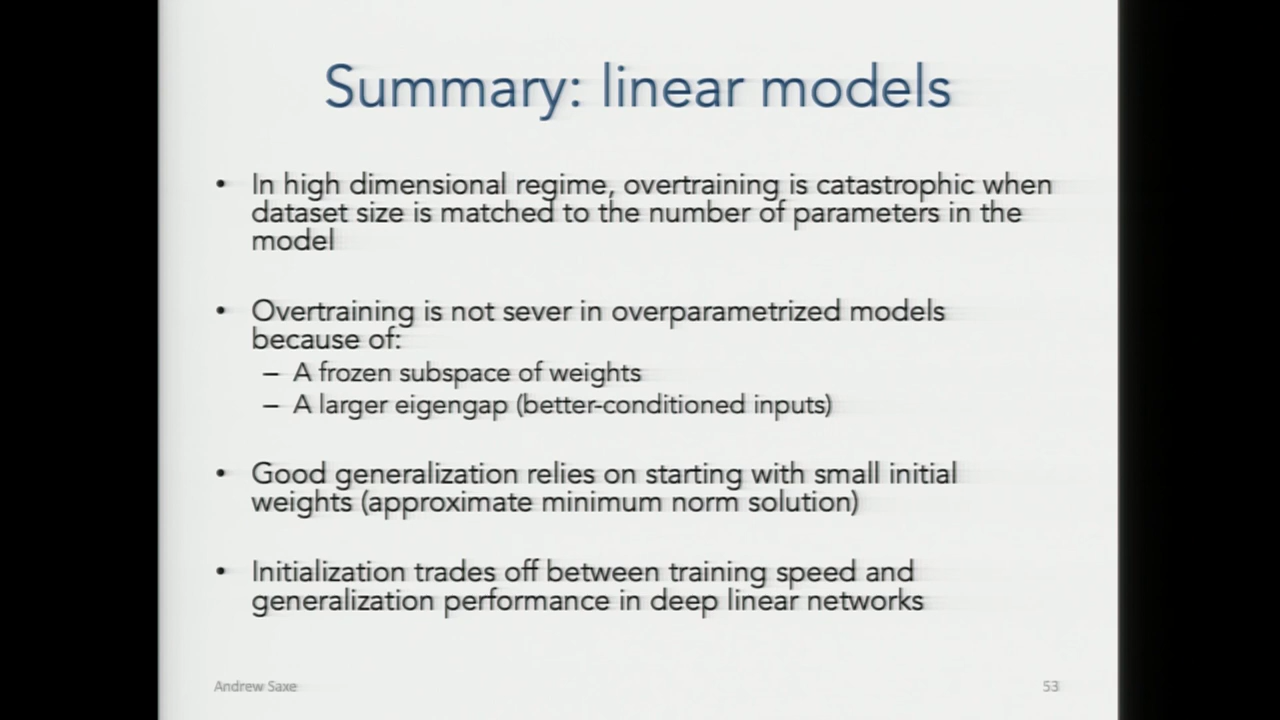 Summary: linear models
• In high dimensional regime, overtraining is catastrophic when
dataset size is matched to the number of parameters in the
model
• Overtraining is not sever in overparametrized models
because of:
– A frozen subspace of weights
– A larger eigengap (better-conditioned inputs)
• Good generalization relies on starting with small initial
weights (approximate minimum norm solution)
• Initialization trades off between training speed and
generalization performance in deep linear networks
Andrew Saxe
53